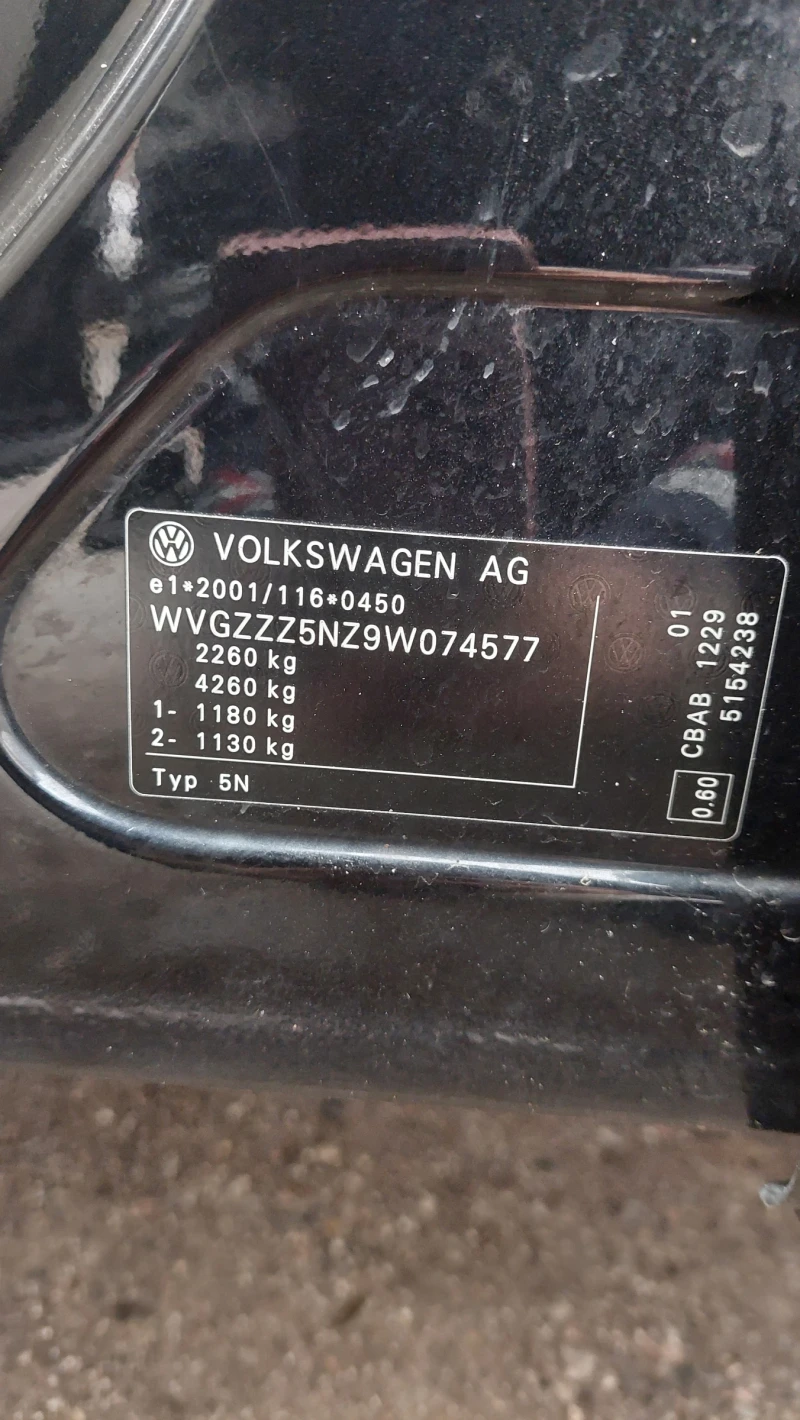 VOLKSWAGEN AG
e1*2001/116*0450
WVGZZZ5NZ9W074577
2260 kg
4260 kg
1- 1180 kg
2- 1130 kg
Typ 5N
01
CBAB 1229
5154238
0.60